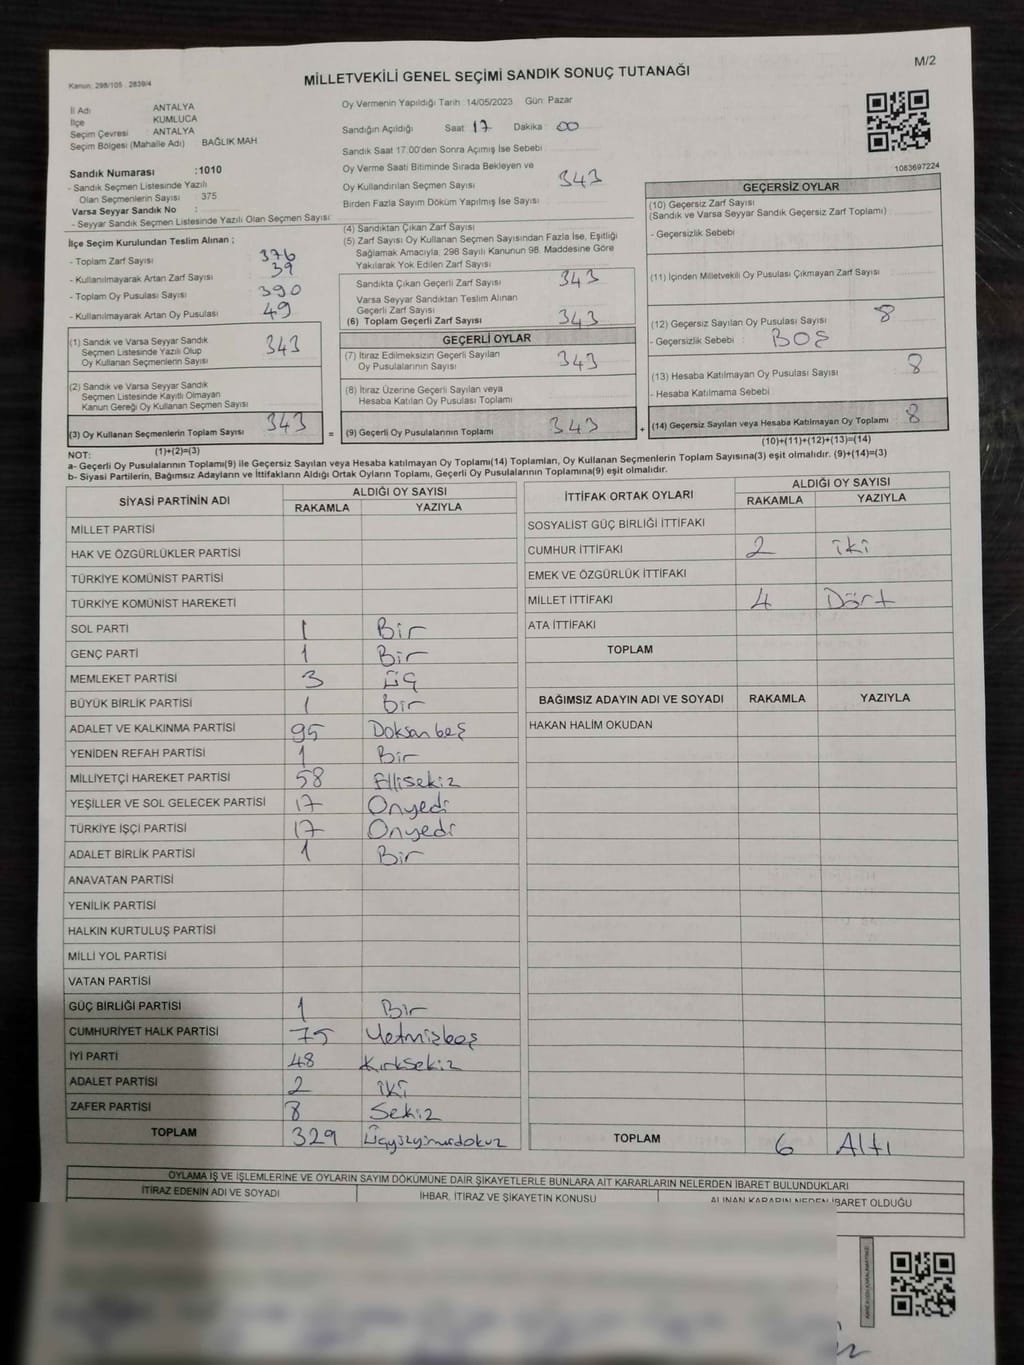 M/2
Kanun: 298/105 2839/4
MİLLETVEKİLİ GENEL SEÇİMİ SANDIK SONUÇ TUTANAĞI
İl Adı ANTALYA
İlçe KUMLUCA
Seçim Çevresi : ANTALYA
Seçim Bölgesi (Mahalle Adı) BAĞLIK MAH
Sandık Numarası :1010
- Sandık Seçmen Listesinde Yazılı
Olan Seçmenlerin Sayısı 375
Varsa Seyyar Sandık No :
- Seyyar Sandık Seçmen Listesinde Yazılı Olan Seçmen Sayısı
İlçe Seçim Kurulundan Teslim Alınan ;
- Toplam Zarf Sayısı 376
- Kullanılmayarak Artan Zarf Sayısı 39
- Toplam Oy Pusulası Sayısı 390
- Kullanılmayarak Artan Oy Pusulası 49
(1) Sandık ve Varsa Seyyar Sandık
Seçmen Listesinde Yazılı Olup
Oy Kullanan Seçmenlerin Sayısı 343
(2) Sandık ve Varsa Seyyar Sandık
Seçmen Listesinde Kayıtlı Olmayan
Kanun Gereği Oy Kullanan Seçmen Sayısı
(3) Oy Kullanan Seçmenlerin Toplam Sayısı 343 =
(1)+(2)=(3)
Oy Vermenin Yapıldığı Tarih :14/05/2023 Gün: Pazar
Sandığın Açıldığı Saat 17 Dakika 00
Sandık Saat 17.00'den Sonra Açımış İse Sebebi
Oy Verme Saati Bitiminde Sırada Bekleyen ve
Oy Kullandırılan Seçmen Sayısı 343
Birden Fazla Sayım Döküm Yapılmış İse Sayısı
(4) Sandıktan Çıkan Zarf Sayısı
(5) Zarf Sayısı Oy Kullanan Seçmen Sayısından Fazla İse, Eşitliği
Sağlamak Amacıyla, 298 Sayılı Kanunun 98. Maddesine Göre
Yakılarak Yok Edilen Zarf Sayısı
Sandıkta Çıkan Geçerli Zarf Sayısı 343
Varsa Seyyar Sandıktan Teslim Alınan
Geçerli Zarf Sayısı
(6) Toplam Geçerli Zarf Sayısı 343
GEÇERLİ OYLAR
(7) İtiraz Edilmeksizin Geçerli Sayılan
Oy Pusulalarının Sayısı 343
(8) İtiraz Üzerine Geçerli Sayılan veya
Hesaba Katılan Oy Pusulası Toplamı
(9) Geçerli Oy Pusulalarının Toplamı 343 +
1083697224
GEÇERSİZ OYLAR
(10) Geçersiz Zarf Sayısı
(Sandık ve Varsa Seyyar Sandık Geçersiz Zarf Toplamı)
- Geçersizlik Sebebi
(11) İçinden Milletvekili Oy Pusulası Çıkmayan Zarf Sayısı
(12) Geçersiz Sayılan Oy Pusulası Sayısı 8
- Geçersizlik Sebebi : BOŞ
(13) Hesaba Katılmayan Oy Pusulası Sayısı 8
- Hesaba Katılmama Sebebi
(14) Geçersiz Sayılan veya Hesaba Katılmayan Oy Toplamı 8
(10)+(11)+(12)+(13)=(14)
NOT:
a- Geçerli Oy Pusulalarının Toplamı(9) ile Geçersiz Sayılan veya Hesaba katılmayan Oy Toplamı(14) Toplamları, Oy Kullanan Seçmenlerin Toplam Sayısına(3) eşit olmalıdır. (9)+(14)=(3)
b- Siyasi Partilerin, Bağımsız Adayların ve İttifakların Aldığı Ortak Oyların Toplamı, Geçerli Oy Pusulalarının Toplamına(9) eşit olmalıdır.
SİYASİ PARTİNİN ADI ALDIĞI OY SAYISI
RAKAMLA YAZIYLA
MİLLET PARTİSİ
HAK VE ÖZGÜRLÜKLER PARTİSİ
TÜRKİYE KOMÜNİST PARTİSİ
TÜRKİYE KOMÜNİST HAREKETİ
SOL PARTİ 1 Bir
GENÇ PARTİ 1 Bir
MEMLEKET PARTİSİ 3 Üç
BÜYÜK BİRLİK PARTİSİ 1 Bir
ADALET VE KALKINMA PARTİSİ 95 Doksanbeş
YENİDEN REFAH PARTİSİ 1 Bir
MİLLİYETÇİ HAREKET PARTİSİ 58 Ellisekiz
YEŞİLLER VE SOL GELECEK PARTİSİ 17 Onyedi
TÜRKİYE İŞÇİ PARTİSİ 17 Onyedi
ADALET BİRLİK PARTİSİ 1 Bir
ANAVATAN PARTİSİ
YENİLİK PARTİSİ
HALKIN KURTULUŞ PARTİSİ
MİLLİ YOL PARTİSİ
VATAN PARTİSİ
GÜÇ BİRLİĞİ PARTİSİ 1 Bir
CUMHURİYET HALK PARTİSİ 75 Yetmişbeş
İYİ PARTİ 48 Kırksekiz
ADALET PARTİSİ 2 iki
ZAFER PARTİSİ 8 Sekiz
TOPLAM 329 Üçyüzyirmidokuz
İTTİFAK ORTAK OYLARI ALDIĞI OY SAYISI
RAKAMLA YAZIYLA
SOSYALİST GÜÇ BİRLİĞİ İTTİFAKI
CUMHUR İTTİFAKI 2 iki
EMEK VE ÖZGÜRLÜK İTTİFAKI
MİLLET İTTİFAKI 4 Dört
ATA İTTİFAKI
TOPLAM
BAĞIMSIZ ADAYIN ADI VE SOYADI RAKAMLA YAZIYLA
HAKAN HALİM OKUDAN
TOPLAM 6 Altı
OYLAMA İŞ VE İŞLEMLERİNE VE OYLARIN SAYIM DÖKÜMÜNE DAİR ŞİKAYETLERLE BUNLARA AİT KARARLARIN NELERDEN İBARET BULUNDUKLARI
İTİRAZ EDENİN ADI VE SOYADI İHBAR, İTİRAZ VE ŞİKAYETİN KONUSU ALINAN KARARIN NEDEN İBARET OLDUĞU